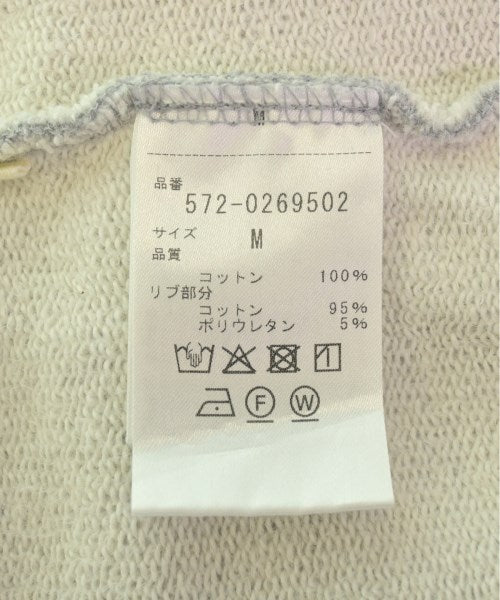 M
品番
572-0269502
サイズ M
品質
コットン 100%
リブ部分
コットン 95%
ポリウレタン 5%
F W